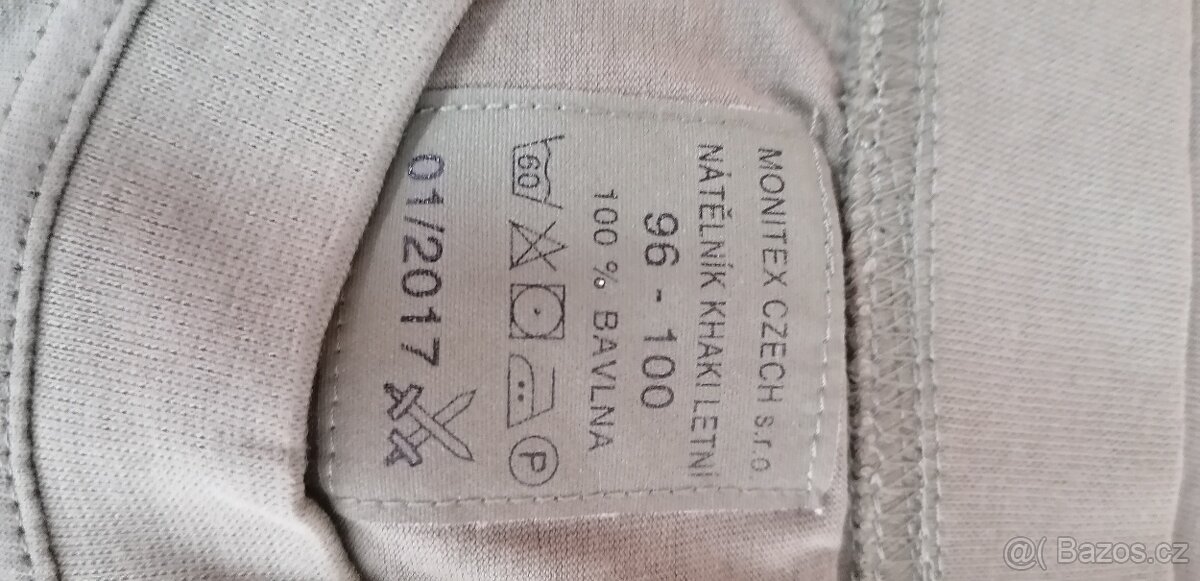 MONITEX CZECH s.r.o
NÁTĚLNÍK KHAKI LETNÍ
96 - 100
100 % BAVLNA
60 P
01/2017
@( Bazos.cz